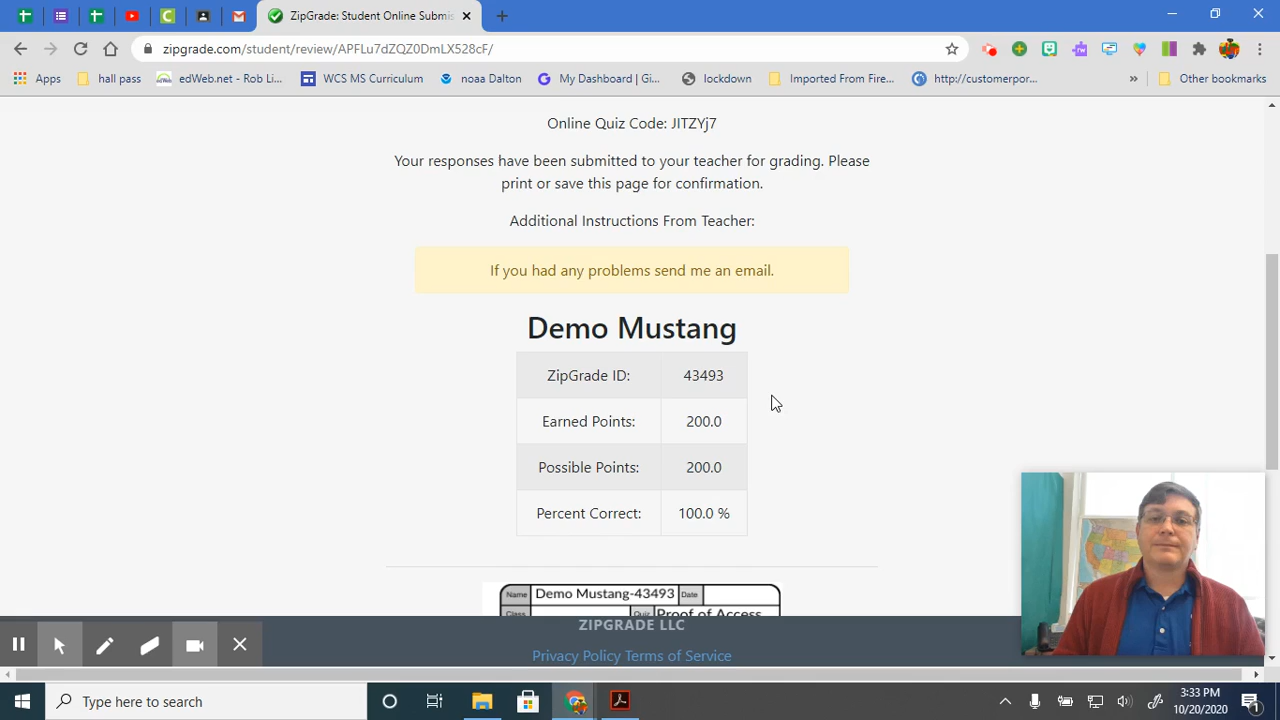 ZipGrade: Student Online Submis
zipgrade.com/student/review/APFLu7dZQZ0DmLX528cF/
Apps hall pass edWeb.net - Rob Li... WCS MS Curriculum noaa Dalton My Dashboard | Gi... lockdown Imported From Fire... http://customerpor... » Other bookmarks
Online Quiz Code: JITZYj7
Your responses have been submitted to your teacher for grading. Please
print or save this page for confirmation.
Additional Instructions From Teacher:
If you had any problems send me an email.
Demo Mustang
ZipGrade ID: 43493
Earned Points: 200.0
Possible Points: 200.0
Percent Correct: 100.0 %
Name Demo Mustang-43493 Date
Class Quiz Proof of Access
ZIPGRADE LLC
Privacy Policy Terms of Service
Type here to search
3:33 PM
10/20/2020
1